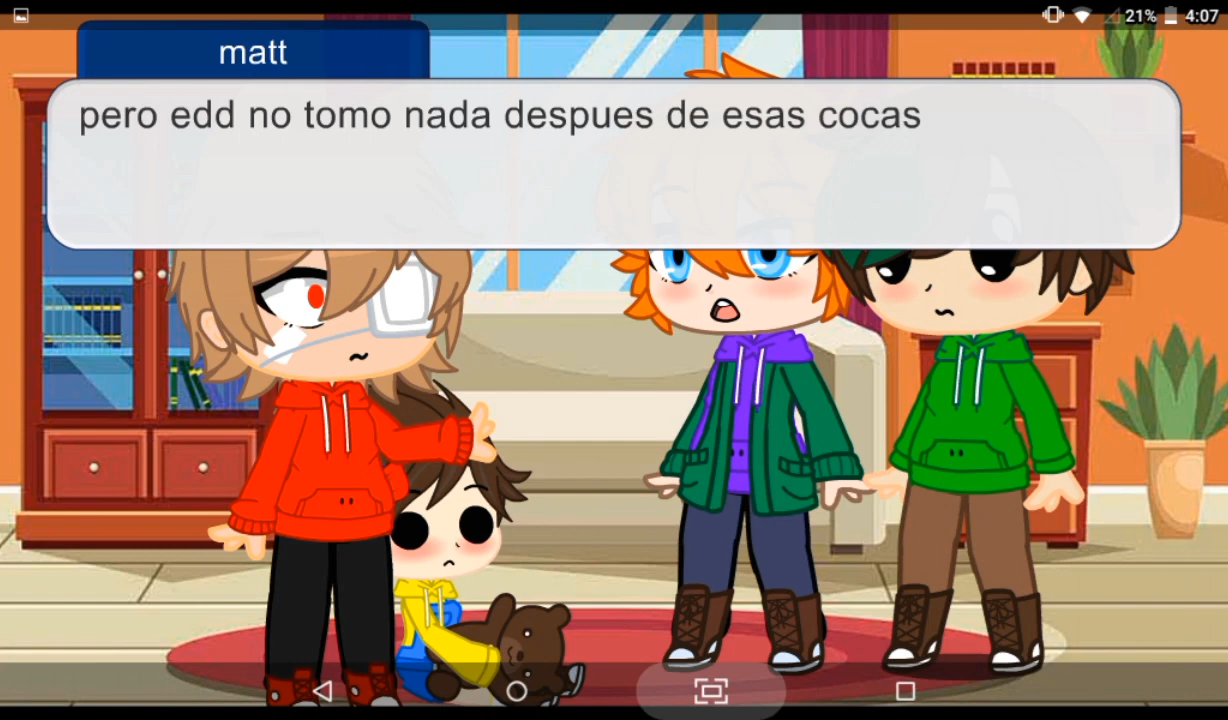 21% 4:07
matt
pero edd no tomo nada despues de esas cocas